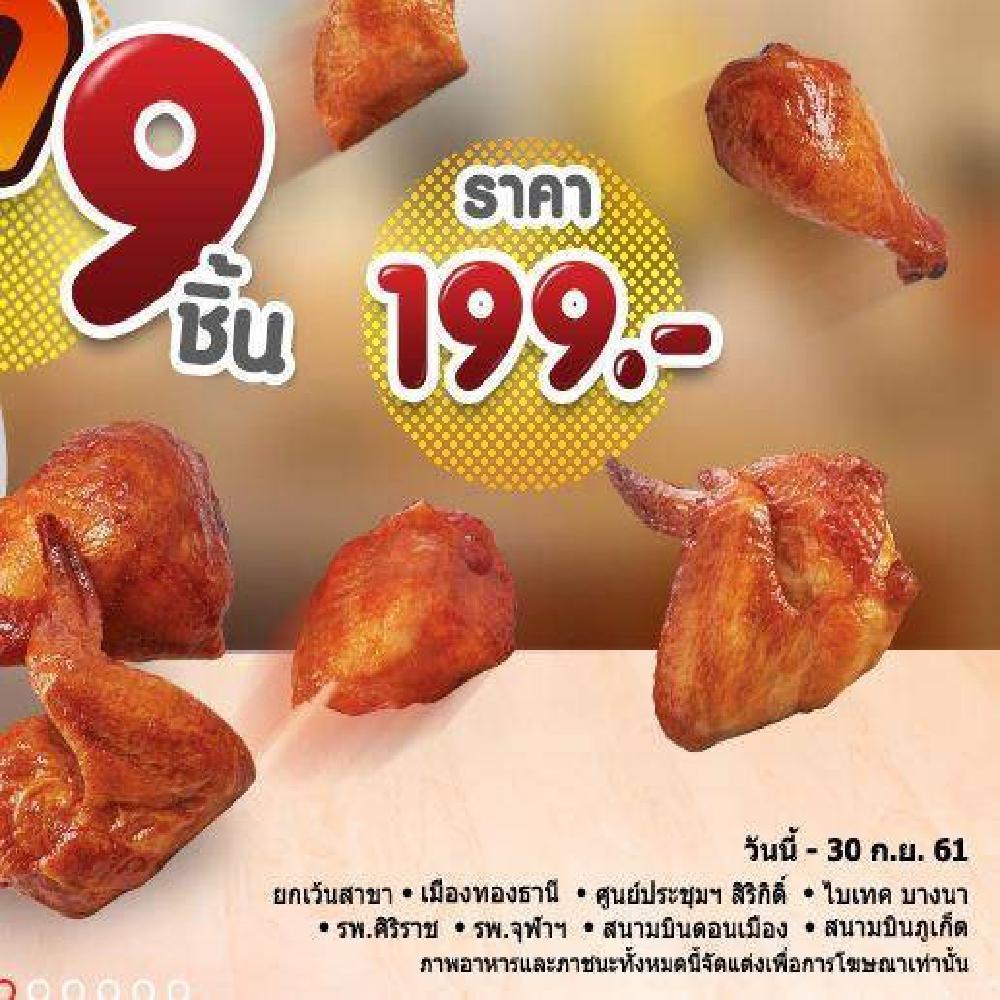 9
ชิ้น
ราคา
199.-
วันนี้ - 30 ก.ย. 61
ยกเว้นสาขา • เมืองทองธานี • ศูนย์ประชุมฯ สิริกิติ์ • ไบเทค บางนา
• รพ.ศิริราช • รพ.จุฬาฯ • สนามบินดอนเมือง • สนามบินภูเก็ต
ภาพอาหารและภาชนะทั้งหมดนี้จัดแต่งเพื่อการโฆษณาเท่านั้น